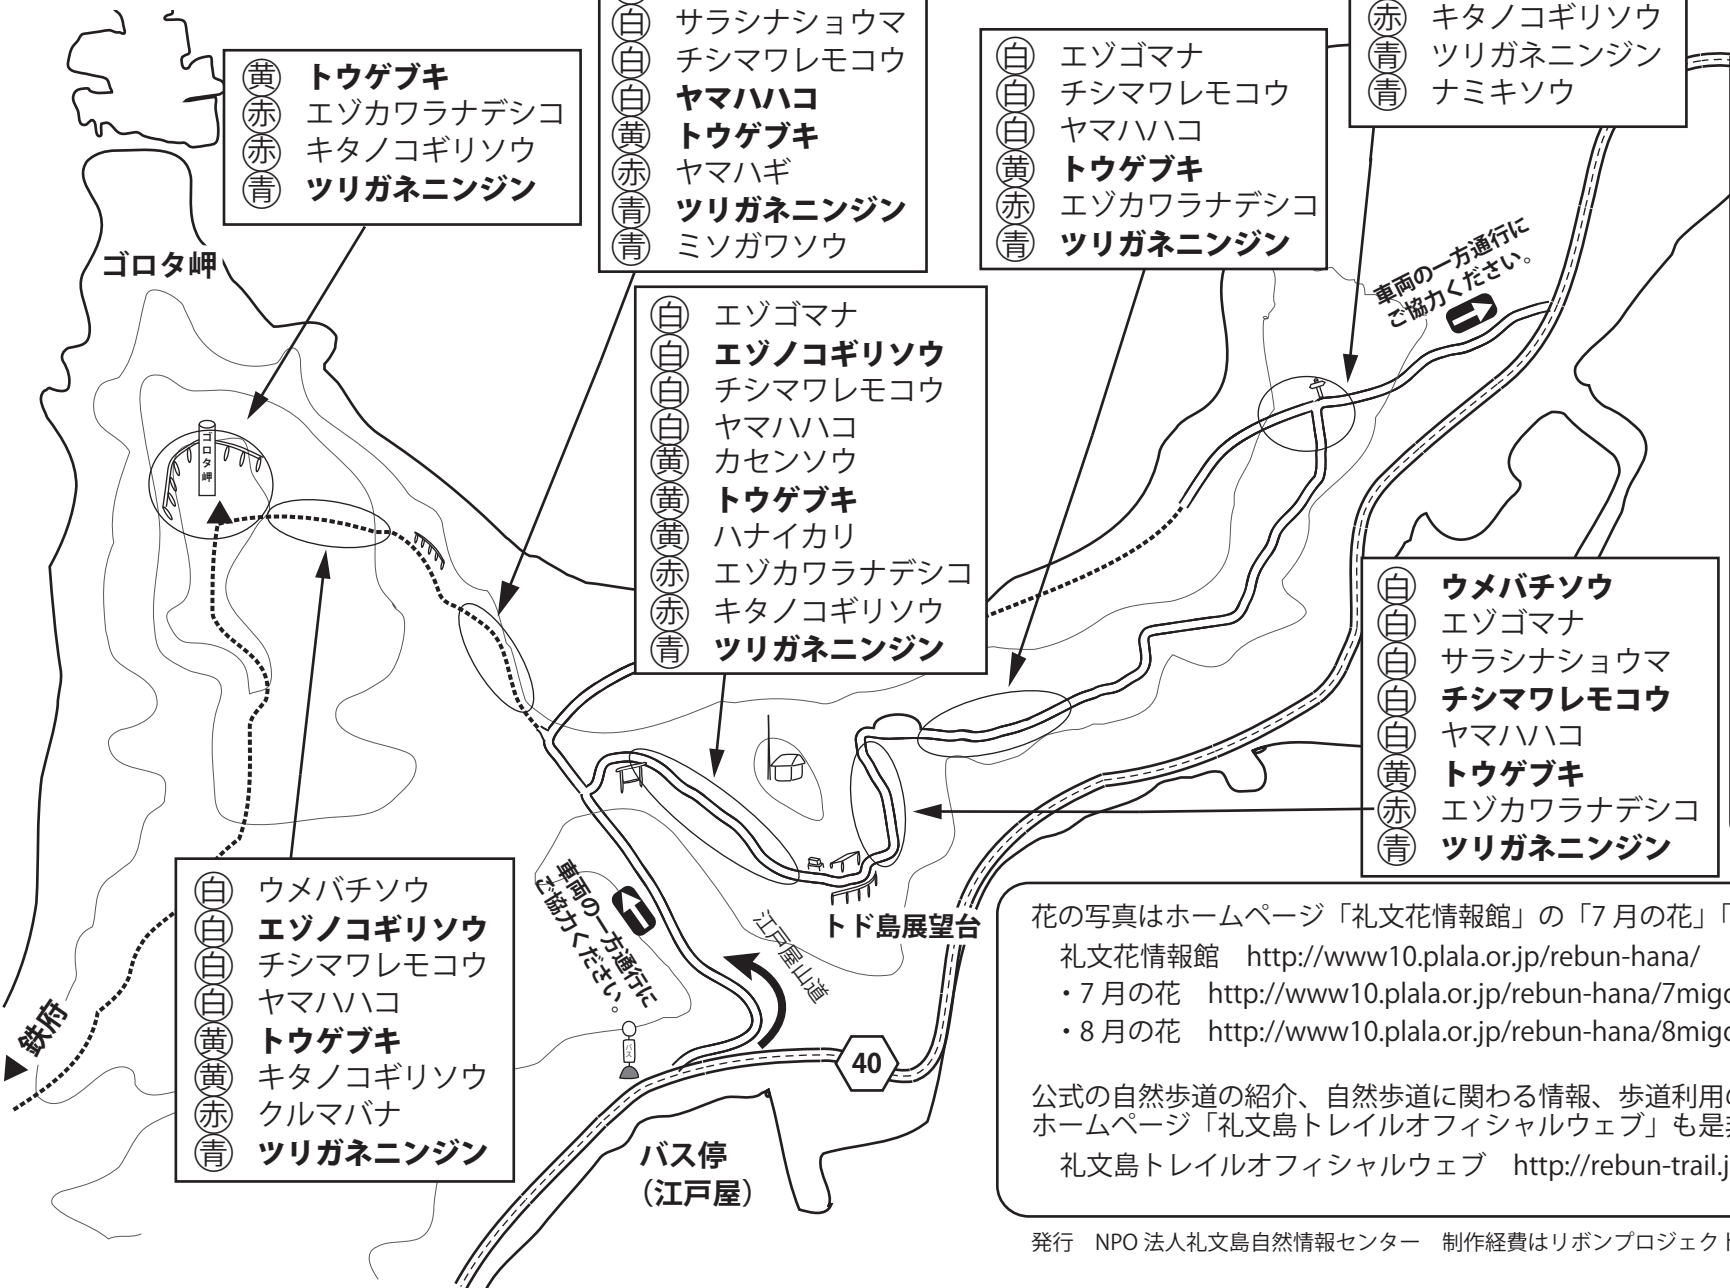 黄 トウゲブキ
赤 エゾカワラナデシコ
赤 キタノコギリソウ
青 ツリガネニンジン
白 サラシナショウマ
白 チシマワレモコウ
白 ヤマハハコ
黄 トウゲブキ
赤 ヤマハギ
青 ツリガネニンジン
青 ミソガワソウ
白 エゾゴマナ
白 チシマワレモコウ
白 ヤマハハコ
黄 トウゲブキ
赤 エゾカワラナデシコ
青 ツリガネニンジン
赤 キタノコギリソウ
青 ツリガネニンジン
青 ナミキソウ
ゴロタ岬
車両の一方通行に
ご協力ください。
白 エゾゴマナ
白 エゾノコギリソウ
白 チシマワレモコウ
白 ヤマハハコ
黄 カセンソウ
黄 トウゲブキ
黄 ハナイカリ
赤 エゾカワラナデシコ
赤 キタノコギリソウ
青 ツリガネニンジン
ゴロタ岬
白 ウメバチソウ
白 エゾゴマナ
白 サラシナショウマ
白 チシマワレモコウ
白 ヤマハハコ
黄 トウゲブキ
赤 エゾカワラナデシコ
青 ツリガネニンジン
白 ウメバチソウ
白 エゾノコギリソウ
白 チシマワレモコウ
白 ヤマハハコ
黄 トウゲブキ
黄 キタノコギリソウ
赤 クルマバナ
青 ツリガネニンジン
車両の一方通行に
ご協力ください。
江戸屋山道
トド島展望台
鉄府
バス
40
バス停
（江戸屋）
花の写真はホームページ「礼文花情報館」の「7 月の花」「
礼文花情報館 http://www10.plala.or.jp/rebun-hana/
・7 月の花 http://www10.plala.or.jp/rebun-hana/7migo
・8 月の花 http://www10.plala.or.jp/rebun-hana/8migo
公式の自然歩道の紹介、自然歩道に関わる情報、歩道利用の
ホームページ「礼文島トレイルオフィシャルウェブ」も是非
礼文島トレイルオフィシャルウェブ http://rebun-trail.j
発行 NPO 法人礼文島自然情報センター 制作経費はリボンプロジェクト